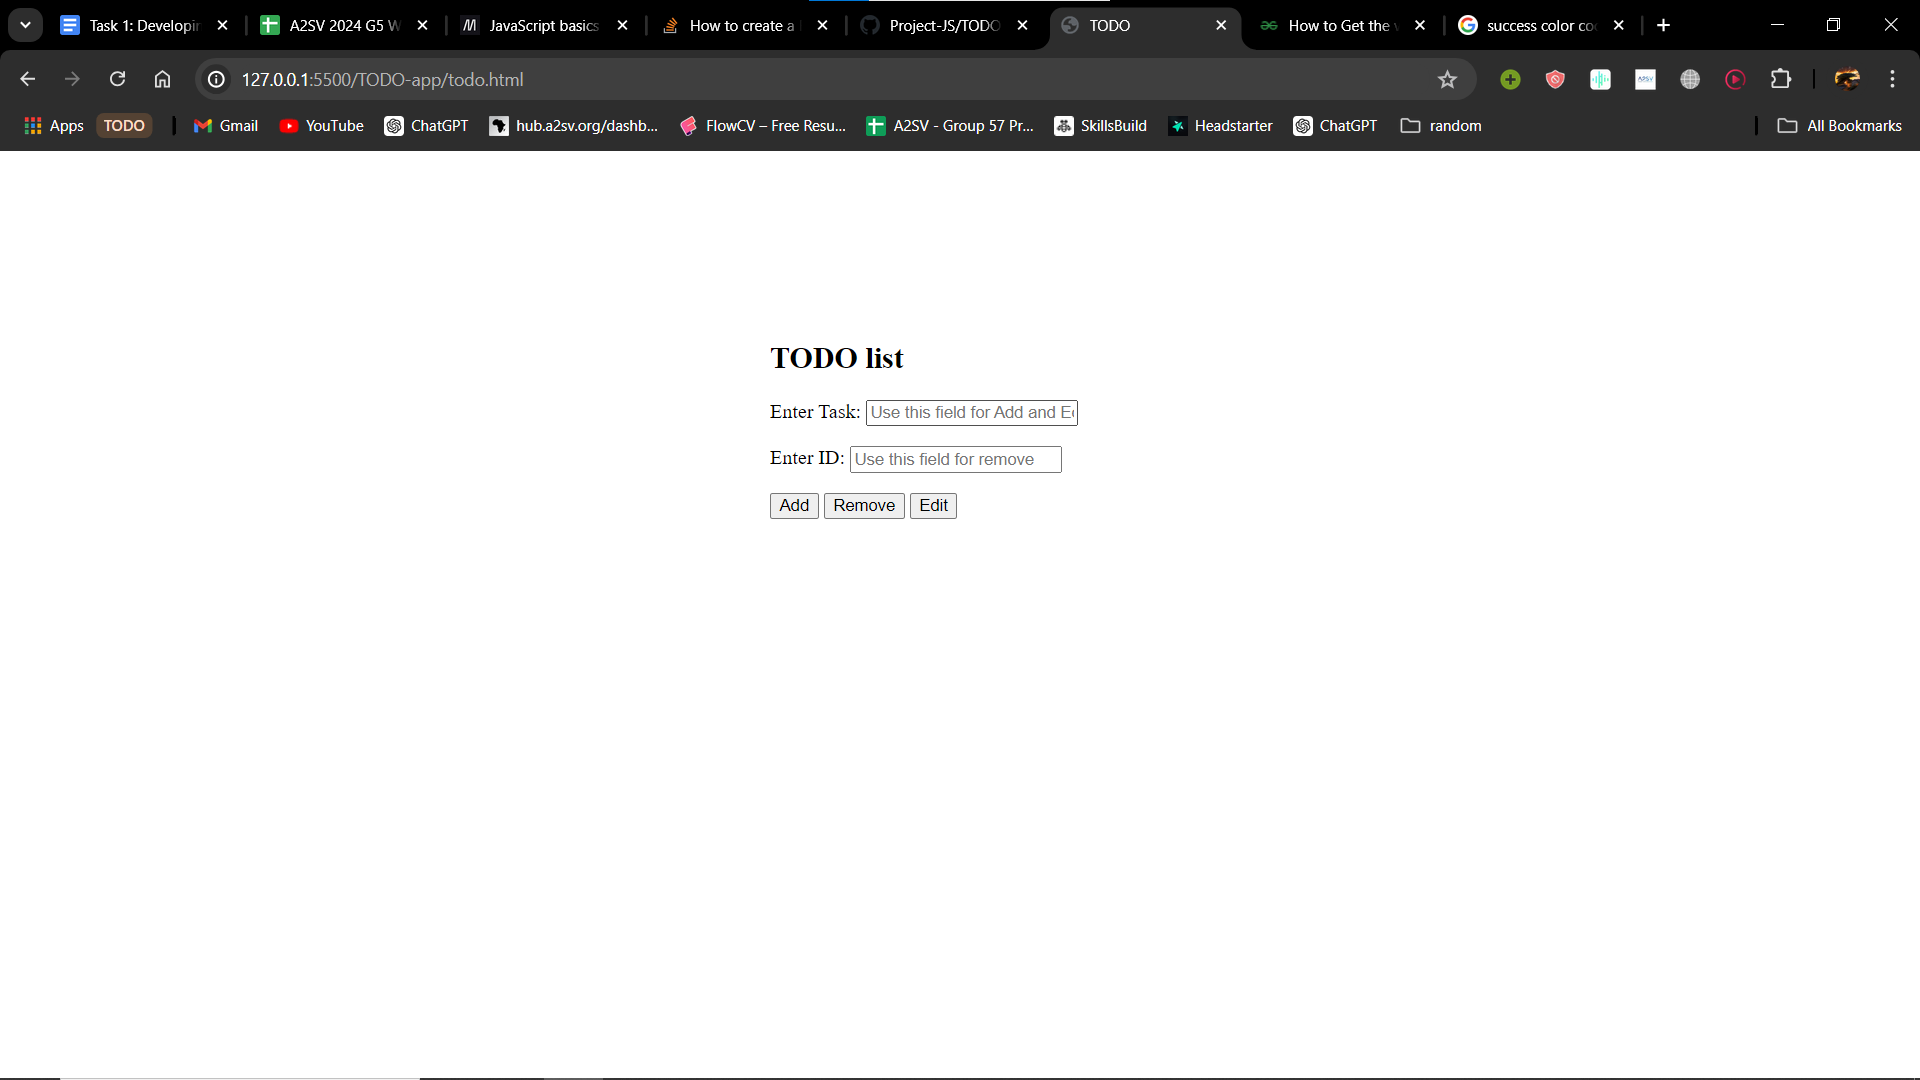 Task 1: Developin
A2SV 2024 G5 W
JavaScript basics
How to create a
Project-JS/TODO
TODO
How to Get the
success color co
127.0.0.1:5500/TODO-app/todo.html
Apps
TODO
Gmail
YouTube
ChatGPT
hub.a2sv.org/dashb...
FlowCV – Free Resu...
A2SV - Group 57 Pr...
SkillsBuild
Headstarter
ChatGPT
random
All Bookmarks
TODO list
Enter Task: Use this field for Add and Ed
Enter ID: Use this field for remove
Add Remove Edit